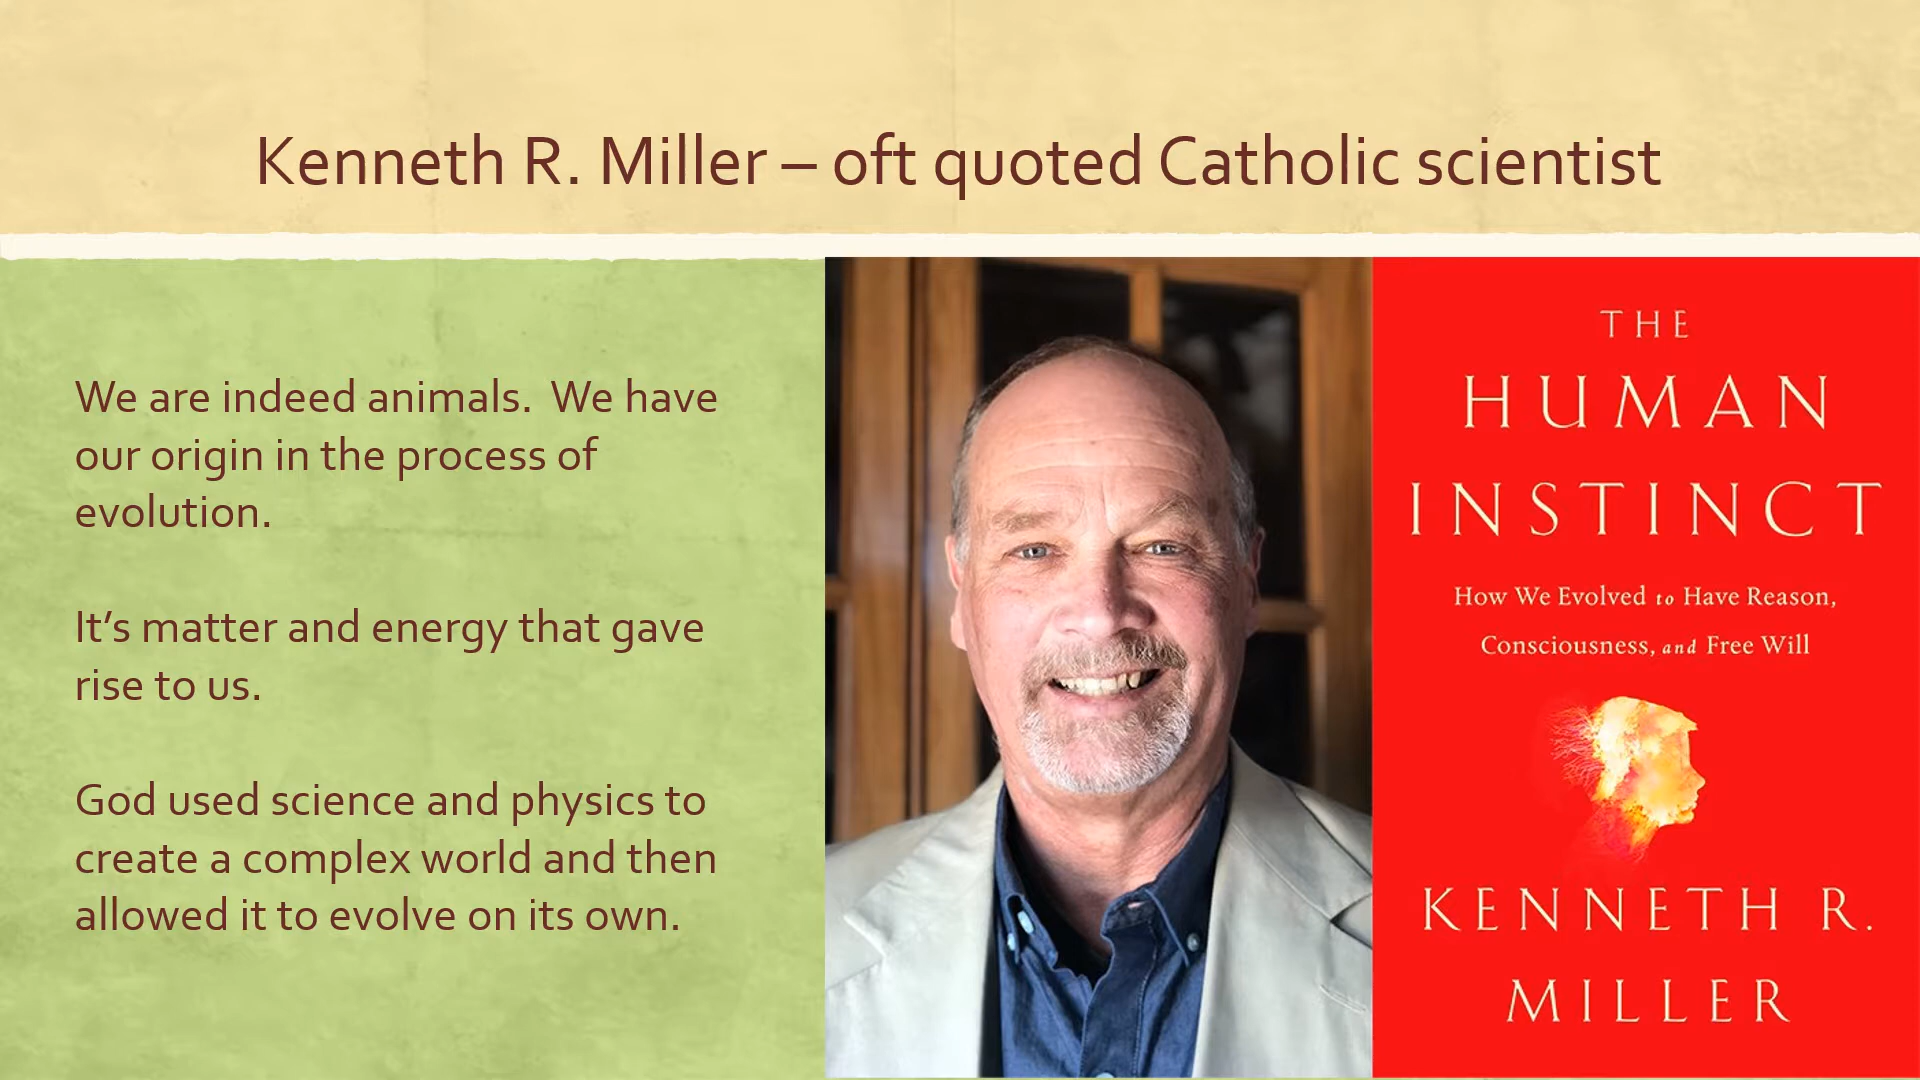 Kenneth R. Miller – oft quoted Catholic scientist
We are indeed animals.  We have
our origin in the process of
evolution.
It’s matter and energy that gave
rise to us.
God used science and physics to
create a complex world and then
allowed it to evolve on its own.
THE
HUMAN
INSTINCT
How We Evolved to Have Reason,
Consciousness, and Free Will
KENNETH R.
MILLER